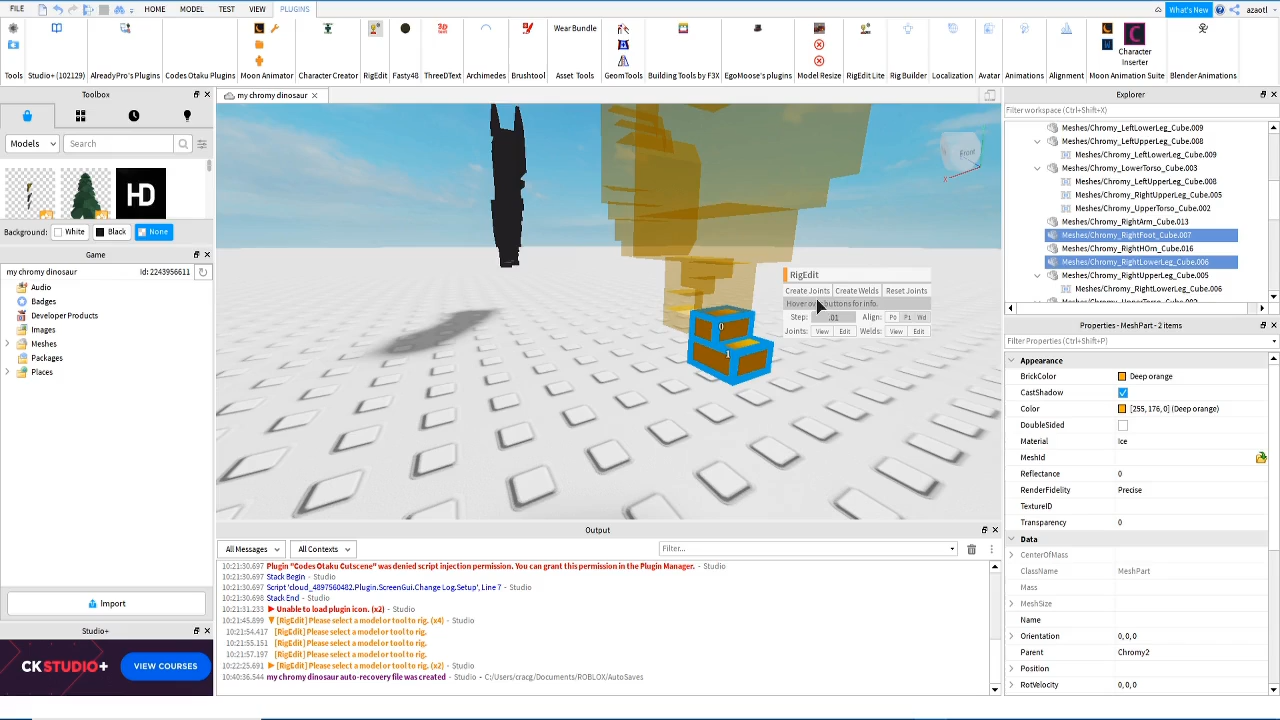 FILE HOME MODEL TEST VIEW PLUGINS What's New azaotl
Wear Bundle
Tools Studio+ (102129) AlreadyPro's Plugins Codes Otaku Plugins Moon Animator Character Creator RigEdit Fasty48 ThreeDText Archimedes Brushtool Asset Tools GeomTools Building Tools by F3X EgoMoose's plugins Model Resize RigEdit Lite Rig Builder Localization Avatar Animations Alignment Moon Animation Suite Character Inserter Blender Animations
Toolbox
Models Search
HD
Background: White Black None
Game
my chromy dinosaur Id: 2243956611
Audio
Badges
Developer Products
Images
Meshes
Packages
Places
Import
Studio+
CKSTUDIO+ VIEW COURSES
my chromy dinosaur
Front
X
0
1
RigEdit
Create Joints Create Welds Reset Joints
Step: .01 Align: Po P1 Wd
Joints: View Edit Welds: View Edit
Output
All Messages All Contexts Filter...
10:21:30.697 Plugin "Codes Otaku Cutscene" was denied script injection permission. You can grant this permission in the Plugin Manager. - Studio
10:21:30.697 Stack Begin - Studio
10:21:30.697 Script 'cloud_4897560482.Plugin.ScreenGui.Change Log.Setup', Line 7 - Studio
10:21:30.698 Stack End - Studio
10:21:31.233 Unable to load plugin icon. (x2) - Studio
10:21:45.899 [RigEdit] Please select a model or tool to rig. (x4) - Studio
10:21:54.417 [RigEdit] Please select a model or tool to rig.
10:21:55.151 [RigEdit] Please select a model or tool to rig.
10:21:57.197 [RigEdit] Please select a model or tool to rig.
10:22:25.691 [RigEdit] Please select a model or tool to rig. (x2) - Studio
10:40:36.544 my chromy dinosaur auto-recovery file was created - Studio - C:/Users/cracg/Documents/ROBLOX/AutoSaves
Explorer
Filter workspace (Ctrl+Shift+X)
Meshes/Chromy_LeftLowerLeg_Cube.009
Meshes/Chromy_LeftUpperLeg_Cube.008
Meshes/Chromy_LeftLowerLeg_Cube.009
Meshes/Chromy_LowerTorso_Cube.003
Meshes/Chromy_LeftUpperLeg_Cube.008
Meshes/Chromy_RightUpperLeg_Cube.005
Meshes/Chromy_UpperTorso_Cube.002
Meshes/Chromy_RightArm_Cube.013
Meshes/Chromy_RightFoot_Cube.007
Meshes/Chromy_RightHOrn_Cube.016
Meshes/Chromy_RightLowerLeg_Cube.006
Meshes/Chromy_RightUpperLeg_Cube.005
Meshes/Chromy_RightLowerLeg_Cube.006
Properties - MeshPart - 2 items
Filter Properties (Ctrl+Shift+P)
Appearance
BrickColor Deep orange
CastShadow
Color [255, 176, 0] (Deep orange)
DoubleSided
Material Ice
MeshId
Reflectance 0
RenderFidelity Precise
TextureID
Transparency 0
Data
CenterOfMass
ClassName MeshPart
Mass
MeshSize
Name
Orientation 0, 0, 0
Parent Chromy2
Position
RotVelocity 0, 0, 0